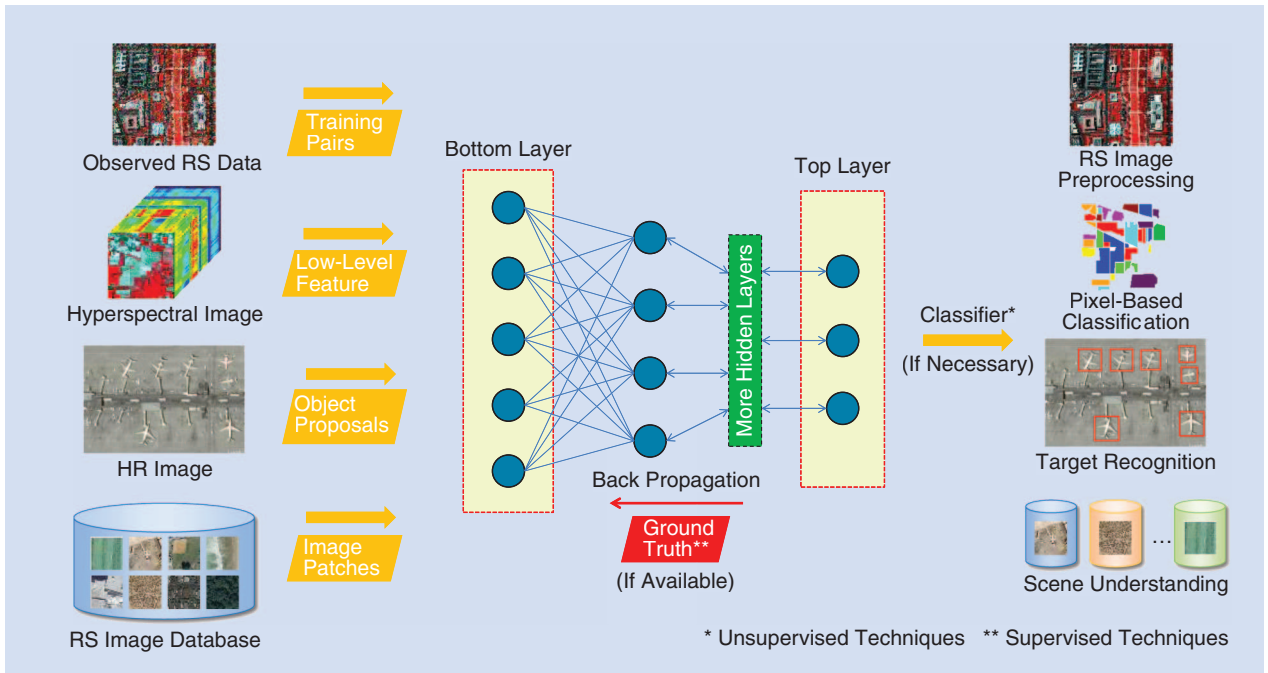 Observed RS Data
Training
Pairs
Hyperspectral Image
Low-Level
Feature
HR Image
Object
Proposals
RS Image Database
Image
Patches
Bottom Layer
More Hidden Layers
Top Layer
Back Propagation
Ground
Truth**
(If Available)
Classifier*
(If Necessary)
RS Image
Preprocessing
Pixel-Based
Classification
Target Recognition
...
Scene Understanding
* Unsupervised Techniques ** Supervised Techniques